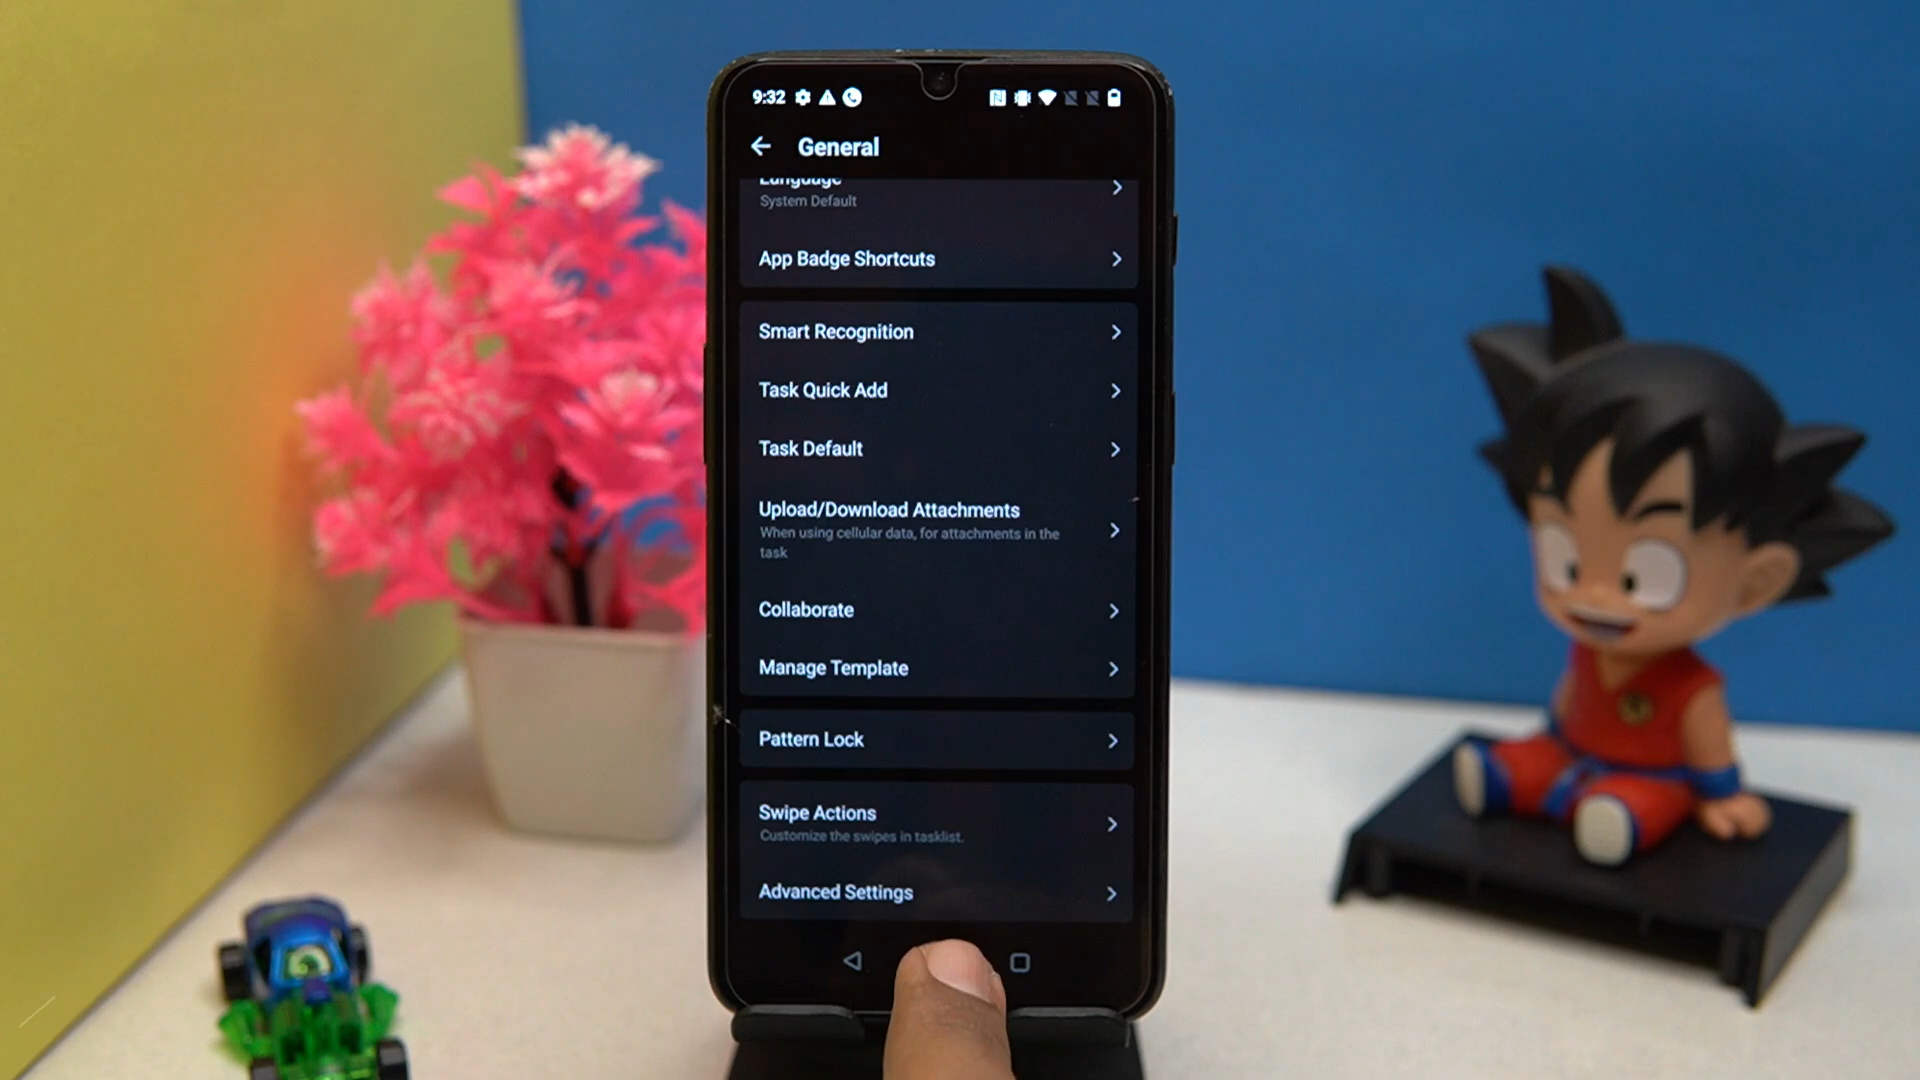 9:32
General
Language
System Default
App Badge Shortcuts
Smart Recognition
Task Quick Add
Task Default
Upload/Download Attachments
When using cellular data, for attachments in the
task
Collaborate
Manage Template
Pattern Lock
Swipe Actions
Customize the swipes in tasklist.
Advanced Settings